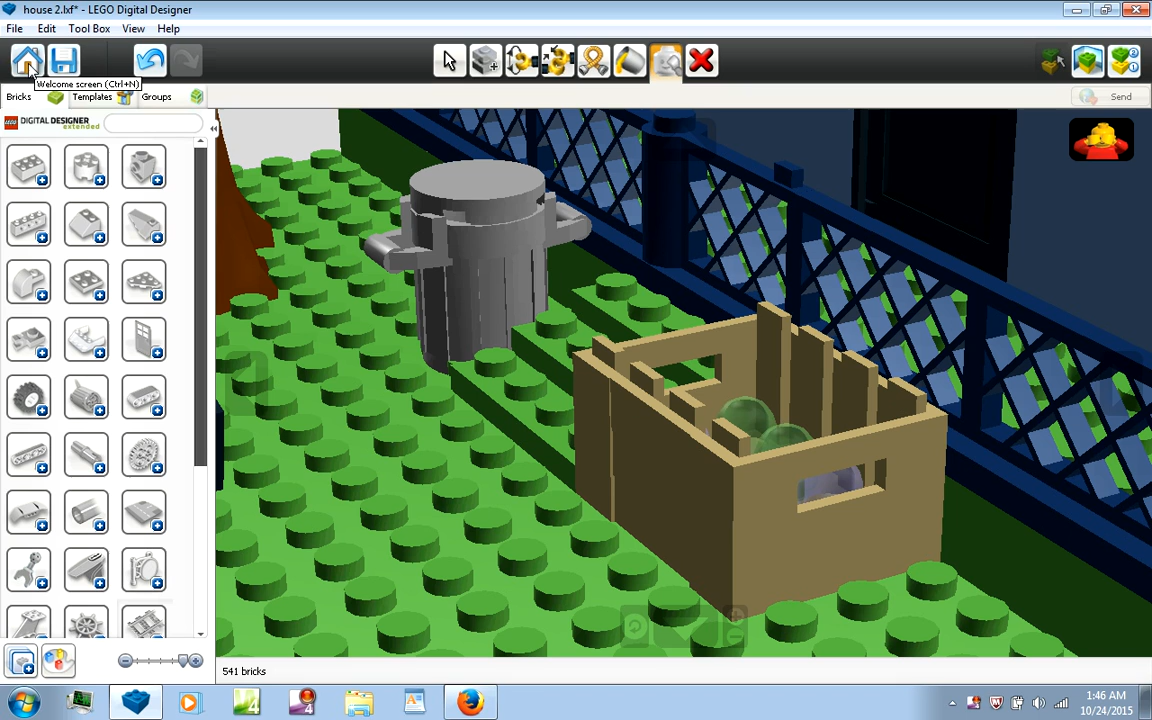 house 2.lxf* - LEGO Digital Designer
File Edit Tool Box View Help
Welcome screen (Ctrl+N)
Bricks Templates Groups
Send
LEGO DIGITAL DESIGNER
extended
541 bricks
1:46 AM
10/24/2015